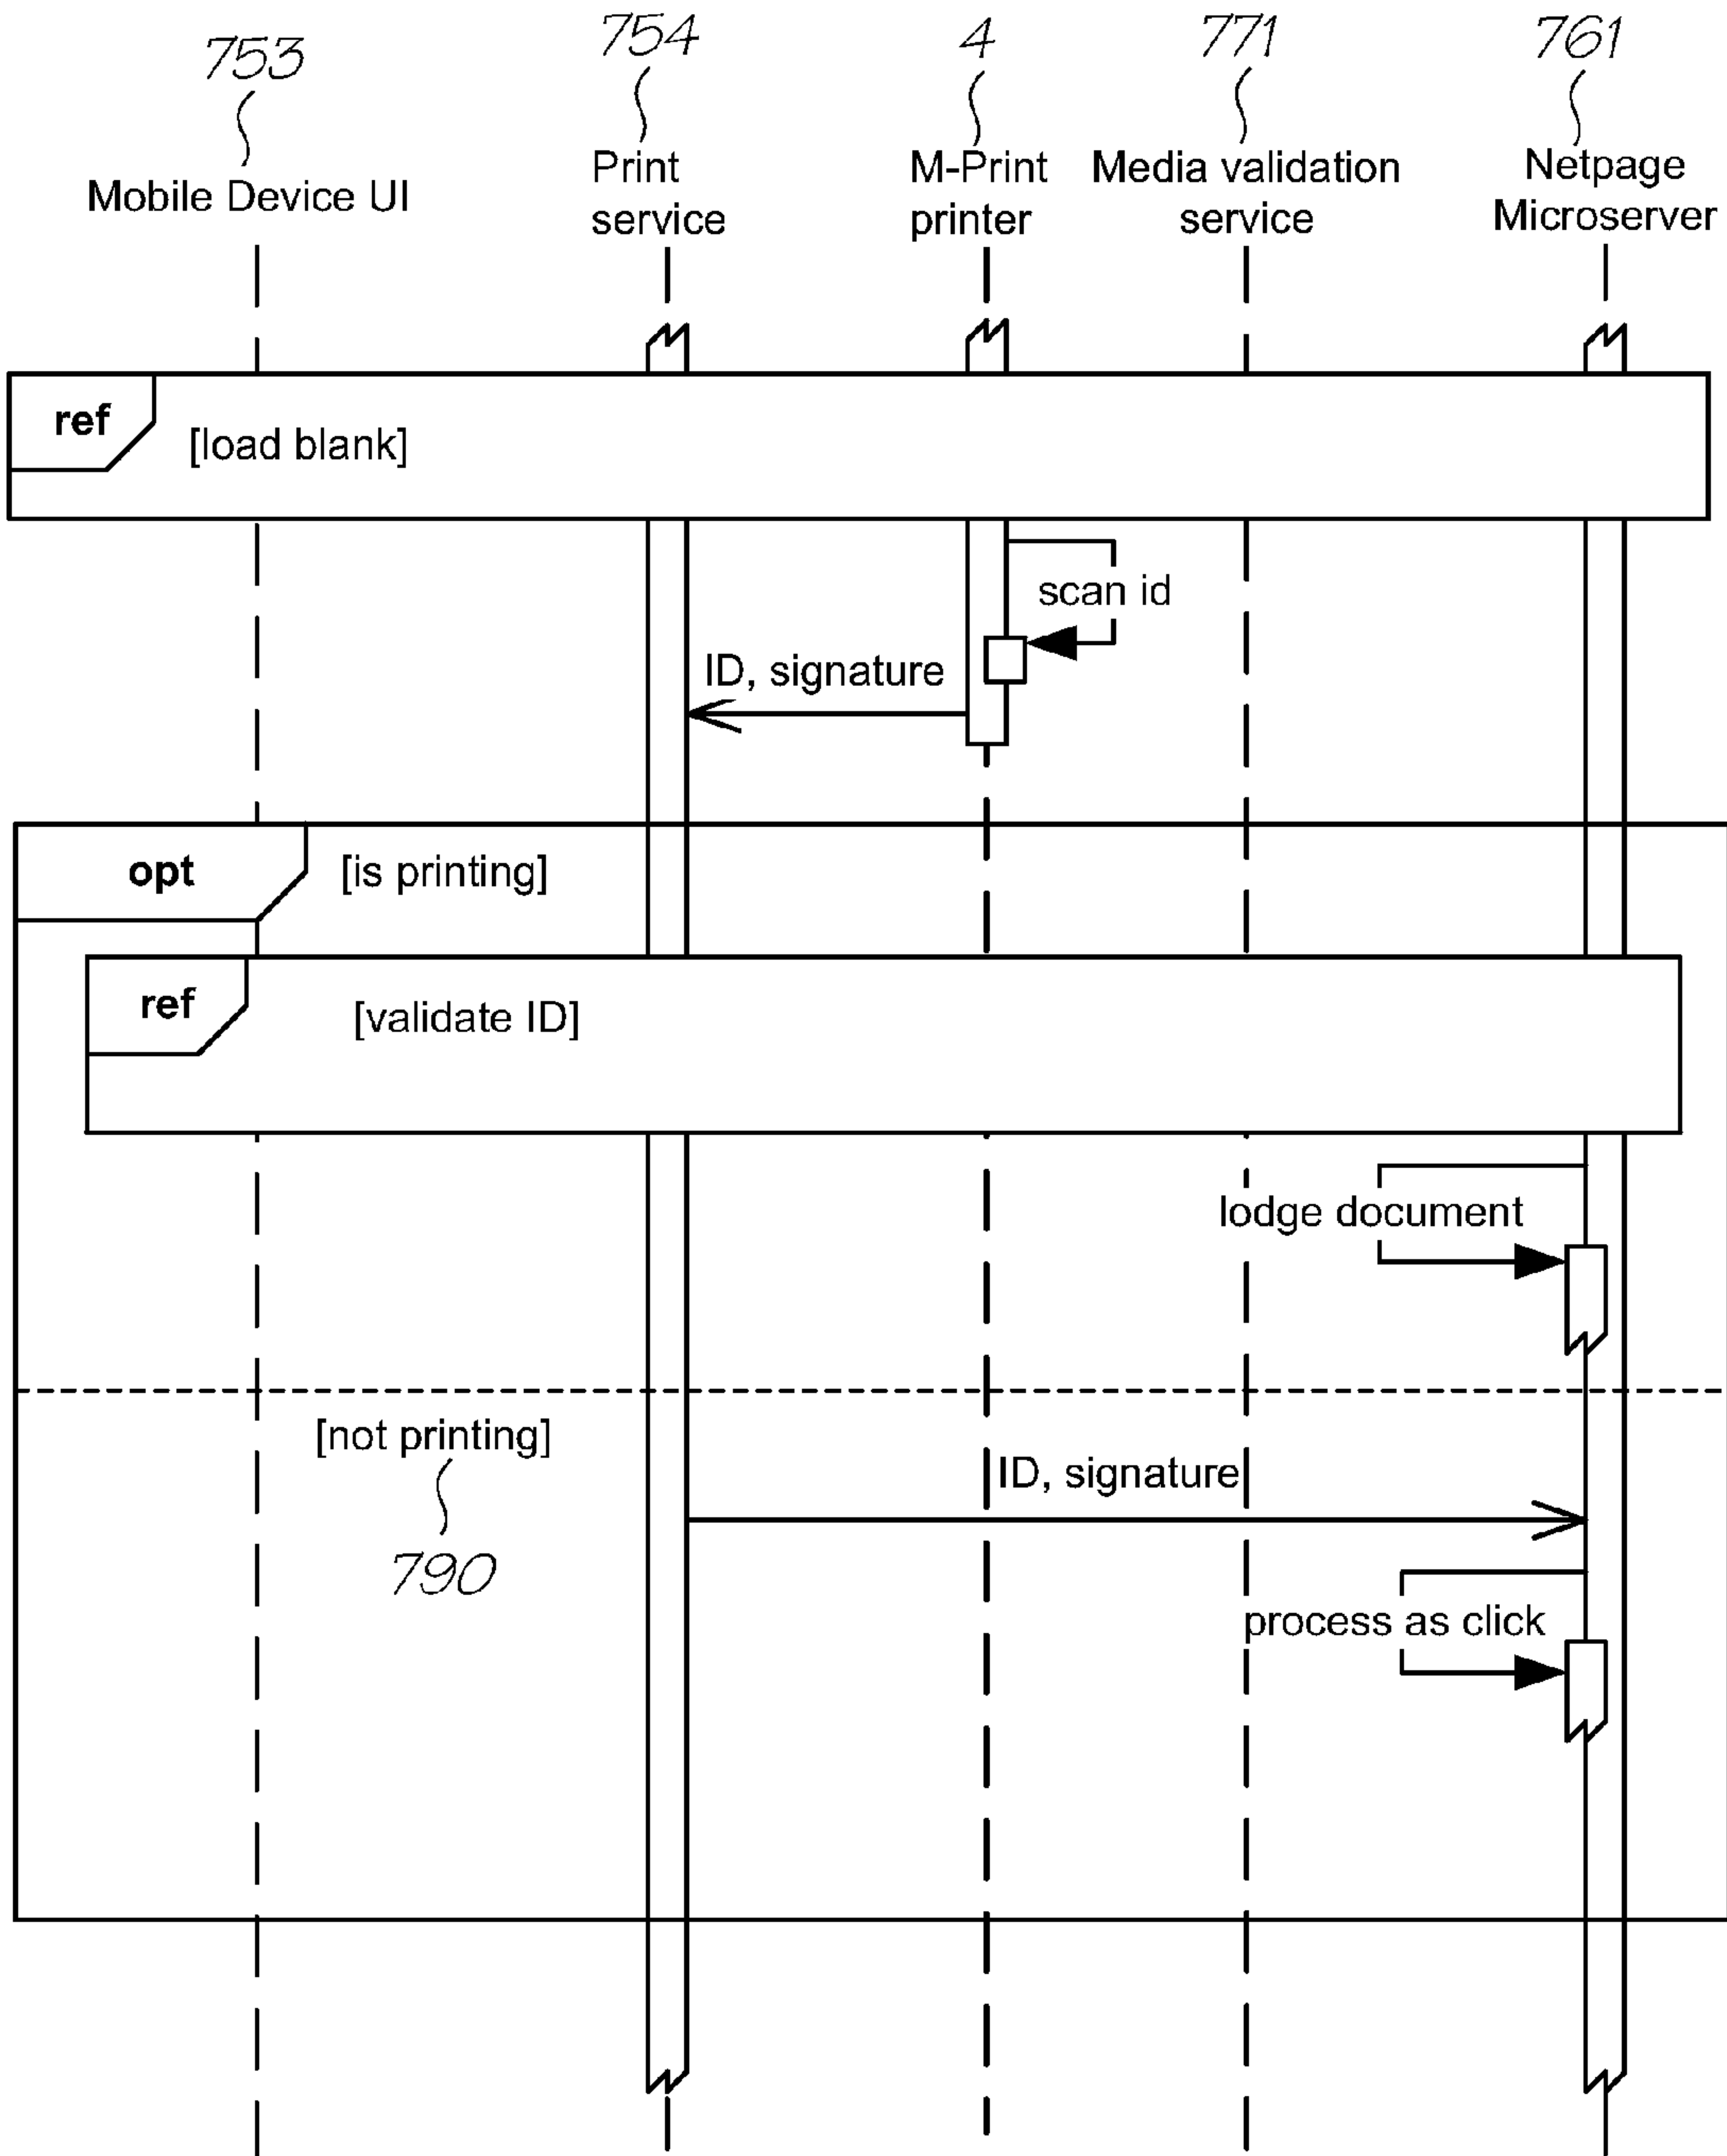 753
754
4
771
761
Mobile Device UI
Print
service
M-Print
printer
Media validation
service
Netpage
Microserver
ref
[load blank]
scan id
ID, signature
opt
[is printing]
ref
[validate ID]
lodge document
[not printing]
790
ID, signature
process as click